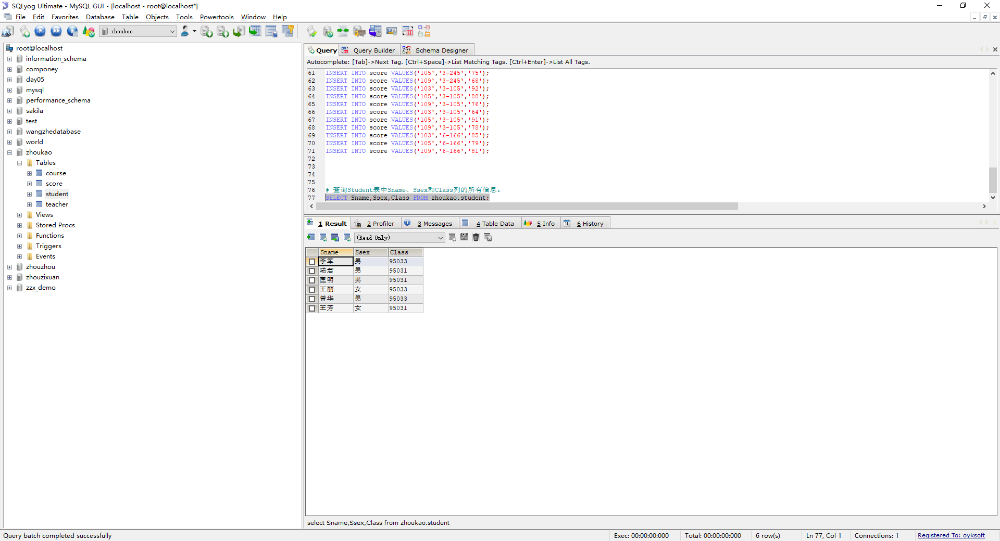 SQLyog Ultimate - MySQL GUI - [localhost - root@localhost*]
File Edit Favorites Database Table Objects Tools Powertools Window Help
zhoukao
root@localhost
information_schema
componey
day05
mysql
performance_schema
sakila
test
wangzhedatabase
world
zhoukao
Tables
course
score
student
teacher
Views
Stored Procs
Functions
Triggers
Events
zhouzhou
zhouzixuan
zzx_demo
Query Query Builder Schema Designer
Autocomplete: [Tab]->Next Tag. [Ctrl+Space]->List Matching Tags. [Ctrl+Enter]->List All Tags.
61 INSERT INTO score VALUES('105','3-245','75');
62 INSERT INTO score VALUES('109','3-245','68');
63 INSERT INTO score VALUES('103','3-105','92');
64 INSERT INTO score VALUES('105','3-105','88');
65 INSERT INTO score VALUES('109','3-105','76');
66 INSERT INTO score VALUES('103','3-105','64');
67 INSERT INTO score VALUES('105','3-105','91');
68 INSERT INTO score VALUES('109','3-105','78');
69 INSERT INTO score VALUES('103','6-166','85');
70 INSERT INTO score VALUES('105','6-166','79');
71 INSERT INTO score VALUES('109','6-166','81');
72
73
74
75
76 # 查询Student表中Sname、Ssex和Class列的所有信息。
77 SELECT Sname,Ssex,Class FROM zhoukao.student;
1 Result 2 Profiler 3 Messages 4 Table Data 5 Info 6 History
(Read Only)
Sname Ssex Class
李军 男 95033
陆君 男 95031
匡明 男 95031
王丽 女 95033
曾华 男 95033
王芳 女 95031
select Sname,Ssex,Class from zhoukao.student
Query batch completed successfully Exec: 00:00:00:000 Total: 00:00:00:000 6 row(s) Ln 77, Col 1 Connections: 1 Registered To: ovksoft